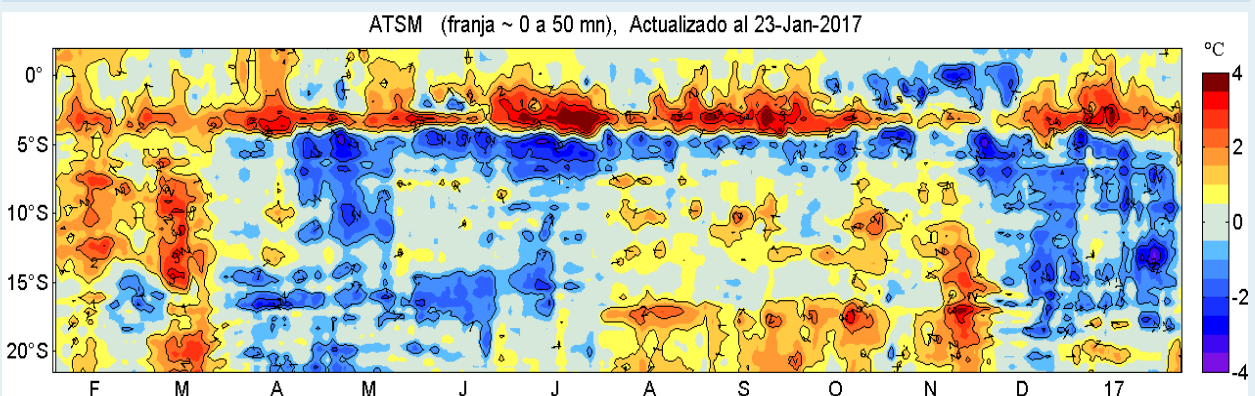 ATSM (franja ~ 0 a 50 mn), Actualizado al 23-Jan-2017
°C
4
2
0
-2
-4
0°
5°S
10°S
15°S
20°S
F M A M J J A S O N D 17